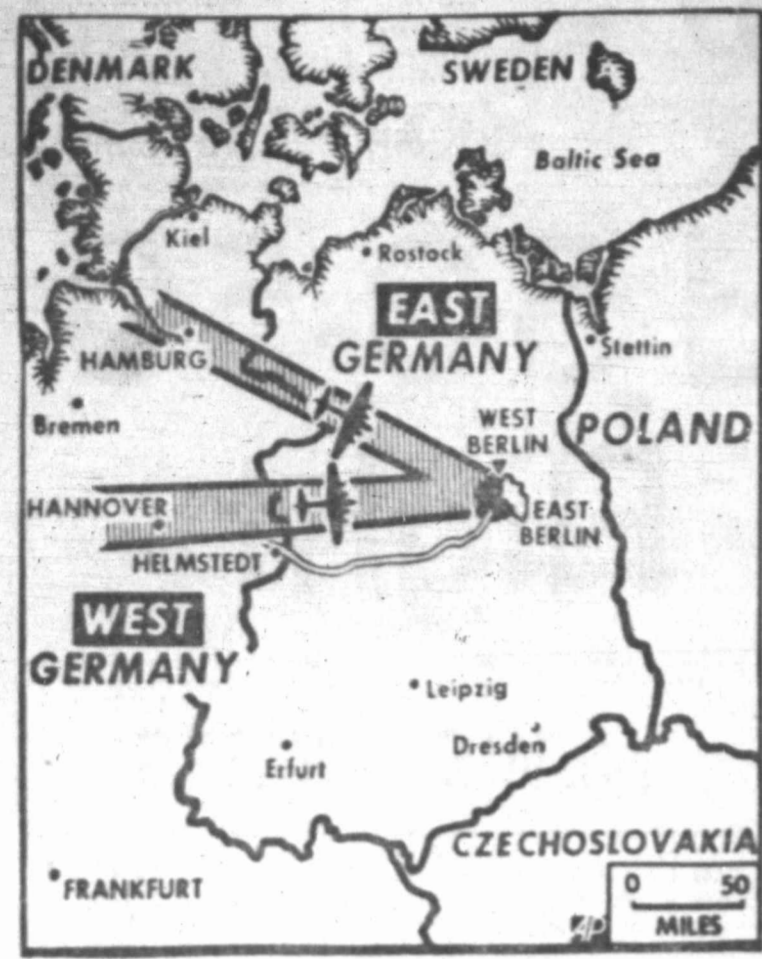 DENMARK
SWEDEN
Baltic Sea
Kiel
Rostock
EAST
GERMANY
HAMBURG
Stettin
Bremen
WEST
BERLIN
POLAND
HANNOVER
EAST
BERLIN
HELMSTEDT
WEST
GERMANY
Leipzig
Dresden
Erfurt
CZECHOSLOVAKIA
FRANKFURT
0 50
MILES
AP